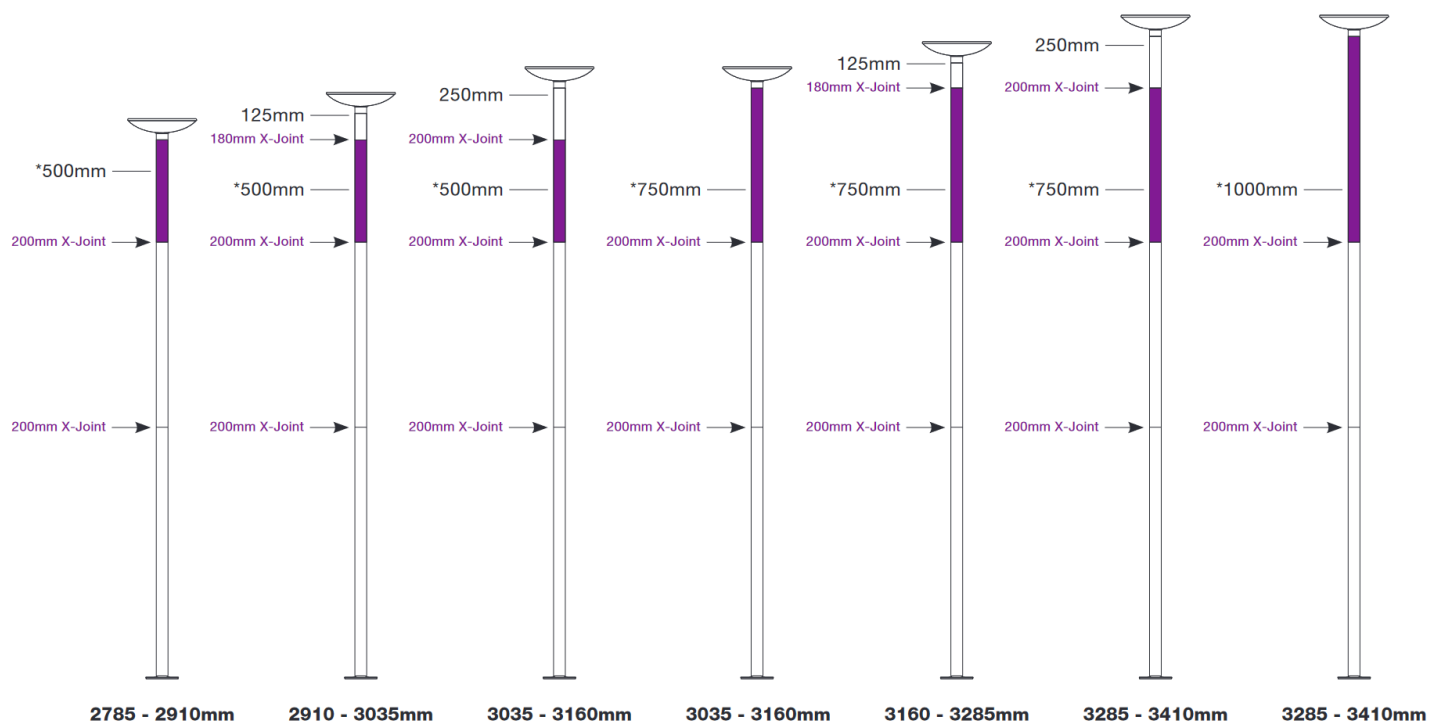 *500mm
200mm X-Joint
200mm X-Joint
2785 - 2910mm
125mm
180mm X-Joint
*500mm
200mm X-Joint
200mm X-Joint
2910 - 3035mm
250mm
200mm X-Joint
*500mm
200mm X-Joint
200mm X-Joint
3035 - 3160mm
*750mm
200mm X-Joint
200mm X-Joint
3035 - 3160mm
125mm
180mm X-Joint
*750mm
200mm X-Joint
200mm X-Joint
3160 - 3285mm
250mm
200mm X-Joint
*750mm
200mm X-Joint
200mm X-Joint
3285 - 3410mm
*1000mm
200mm X-Joint
200mm X-Joint
3285 - 3410mm